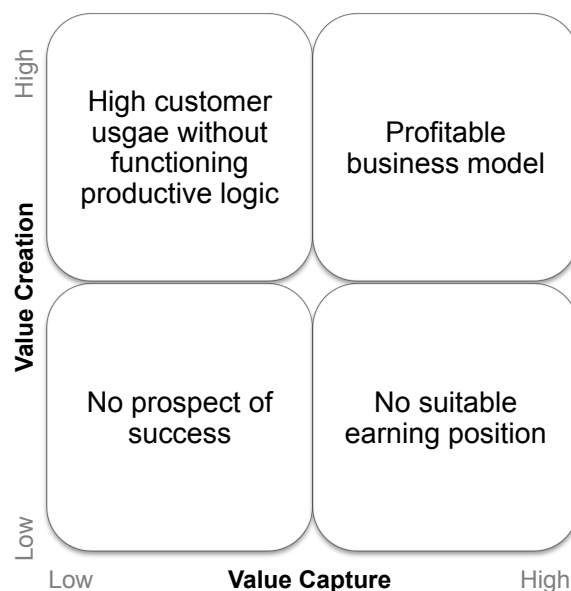 High
High customer
usgae without
functioning
productive logic
Profitable
business model
Value Creation
No prospect of
success
No suitable
earning position
Low
Low
Value Capture
High